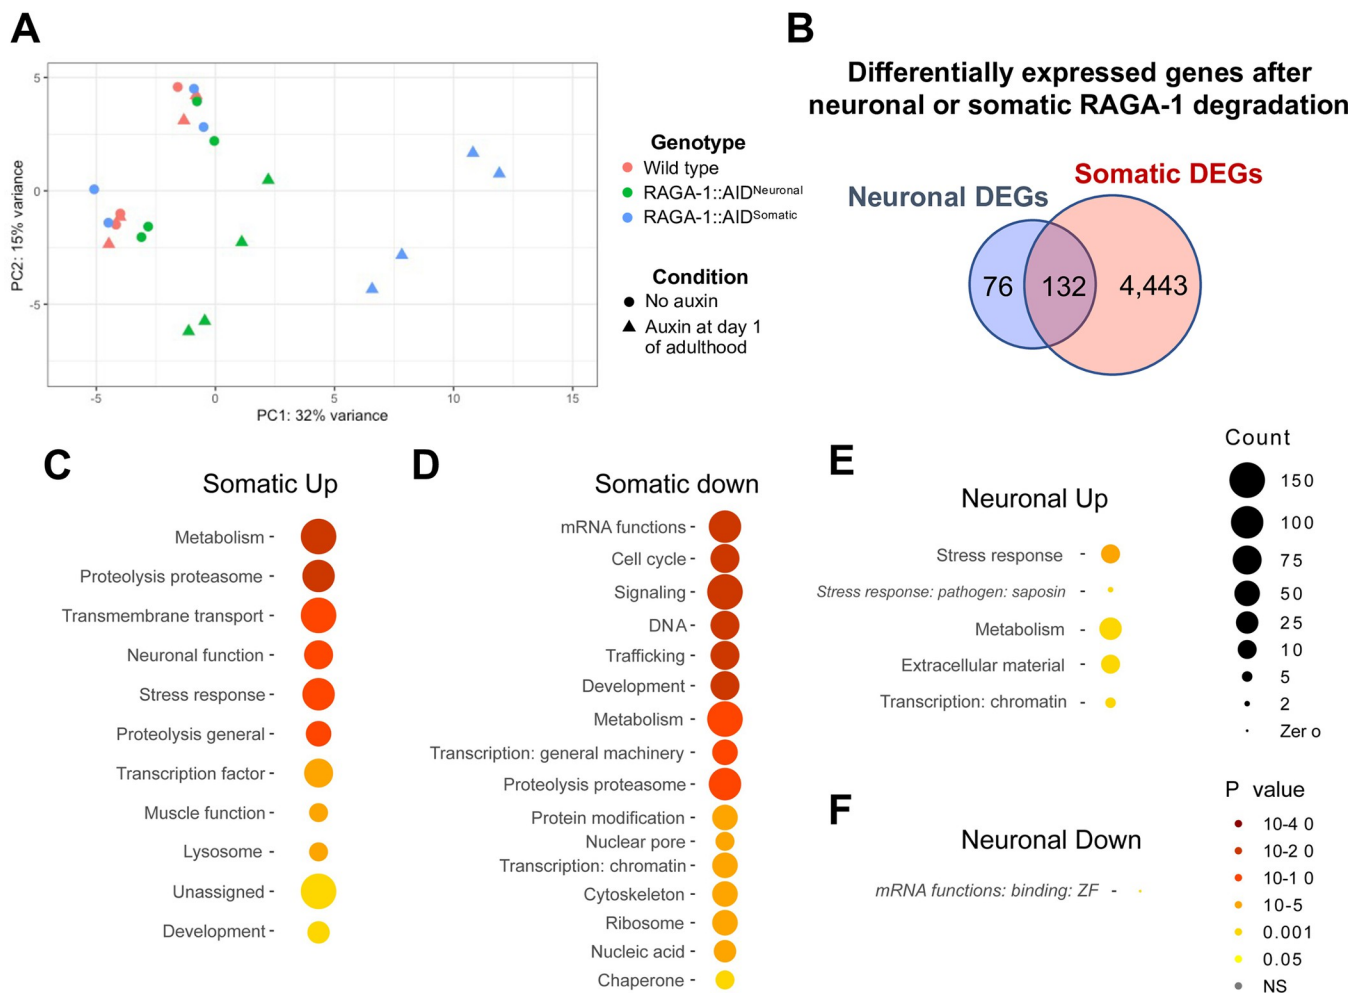 A
5
0
-5
PC2: 15% variance
-5
0
5
10
15
PC1: 32% variance
Genotype
Wild type
RAGA-1::AIDNeuronal
RAGA-1::AIDSomatic
Condition
No auxin
Auxin at day 1
of adulthood
B
Differentially expressed genes after
neuronal or somatic RAGA-1 degradation
Neuronal DEGs
Somatic DEGs
76
132
4,443
C
Somatic Up
Metabolism
Proteolysis proteasome
Transmembrane transport
Neuronal function
Stress response
Proteolysis general
Transcription factor
Muscle function
Lysosome
Unassigned
Development
D
Somatic down
mRNA functions
Cell cycle
Signaling
DNA
Trafficking
Development
Metabolism
Transcription: general machinery
Proteolysis proteasome
Protein modification
Nuclear pore
Transcription: chromatin
Cytoskeleton
Ribosome
Nucleic acid
Chaperone
E
Neuronal Up
Stress response
Stress response: pathogen: saposin
Metabolism
Extracellular material
Transcription: chromatin
F
Neuronal Down
mRNA functions: binding: ZF
Count
150
100
75
50
25
10
5
2
Zer o
P value
10-4 0
10-2 0
10-1 0
10-5
0.001
0.05
NS